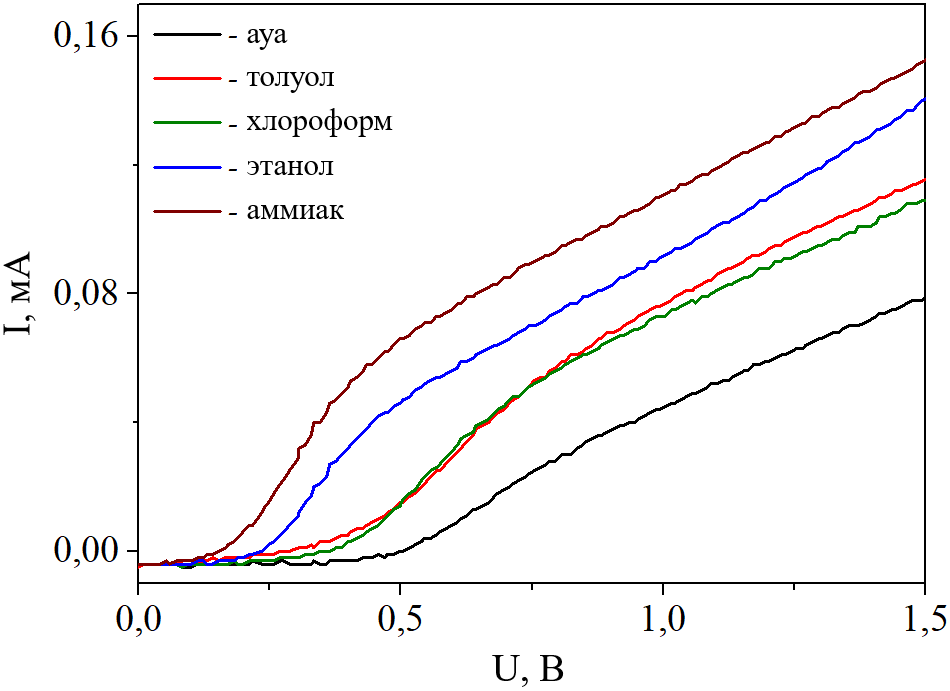 0,16
0,08
0,00
I, мА
- ауа
- толуол
- хлороформ
- этанол
- аммиак
0,0 0,5 1,0 1,5
U, В